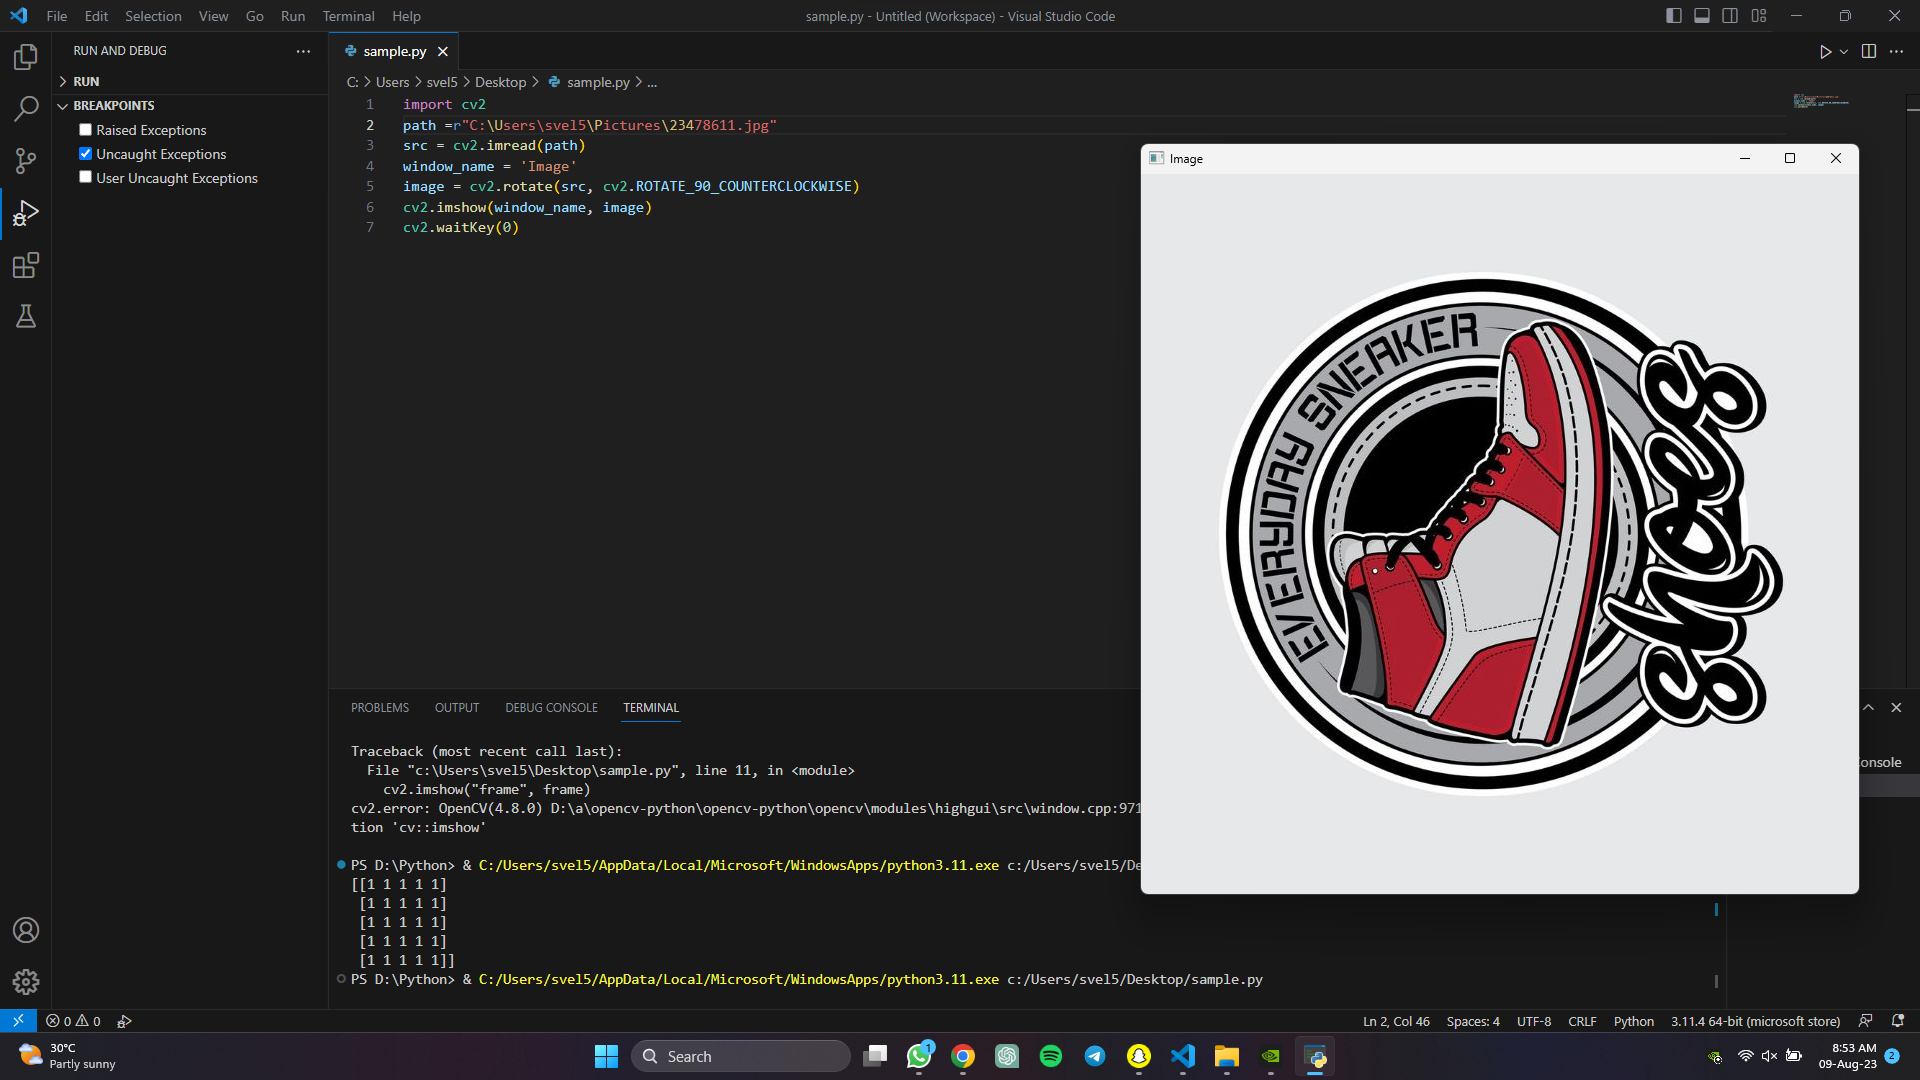 File Edit Selection View Go Run Terminal Help
sample.py - Untitled (Workspace) - Visual Studio Code
RUN AND DEBUG
RUN
BREAKPOINTS
Raised Exceptions
Uncaught Exceptions
User Uncaught Exceptions
sample.py
C: > Users > svel5 > Desktop > sample.py > ...
1 import cv2
2 path =r"C:\Users\svel5\Pictures\23478611.jpg"
3 src = cv2.imread(path)
4 window_name = 'Image'
5 image = cv2.rotate(src, cv2.ROTATE_90_COUNTERCLOCKWISE)
6 cv2.imshow(window_name, image)
7 cv2.waitKey(0)
Image
EVERYDAY SNEAKER
shoes
PROBLEMS OUTPUT DEBUG CONSOLE TERMINAL
Traceback (most recent call last):
File "c:\Users\svel5\Desktop\sample.py", line 11, in <module>
cv2.imshow("frame", frame)
cv2.error: OpenCV(4.8.0) D:\a\opencv-python\opencv-python\opencv\modules\highgui\src\window.cpp:971
tion 'cv::imshow'
PS D:\Python> & C:/Users/svel5/AppData/Local/Microsoft/WindowsApps/python3.11.exe c:/Users/svel5/De
[[1 1 1 1 1]
[1 1 1 1 1]
[1 1 1 1 1]
[1 1 1 1 1]
[1 1 1 1 1]]
PS D:\Python> & C:/Users/svel5/AppData/Local/Microsoft/WindowsApps/python3.11.exe c:/Users/svel5/Desktop/sample.py
onsole
0 0
Ln 2, Col 46 Spaces: 4 UTF-8 CRLF Python 3.11.4 64-bit (microsoft store)
30°C
Partly sunny
Search
1
8:53 AM
09-Aug-23
2